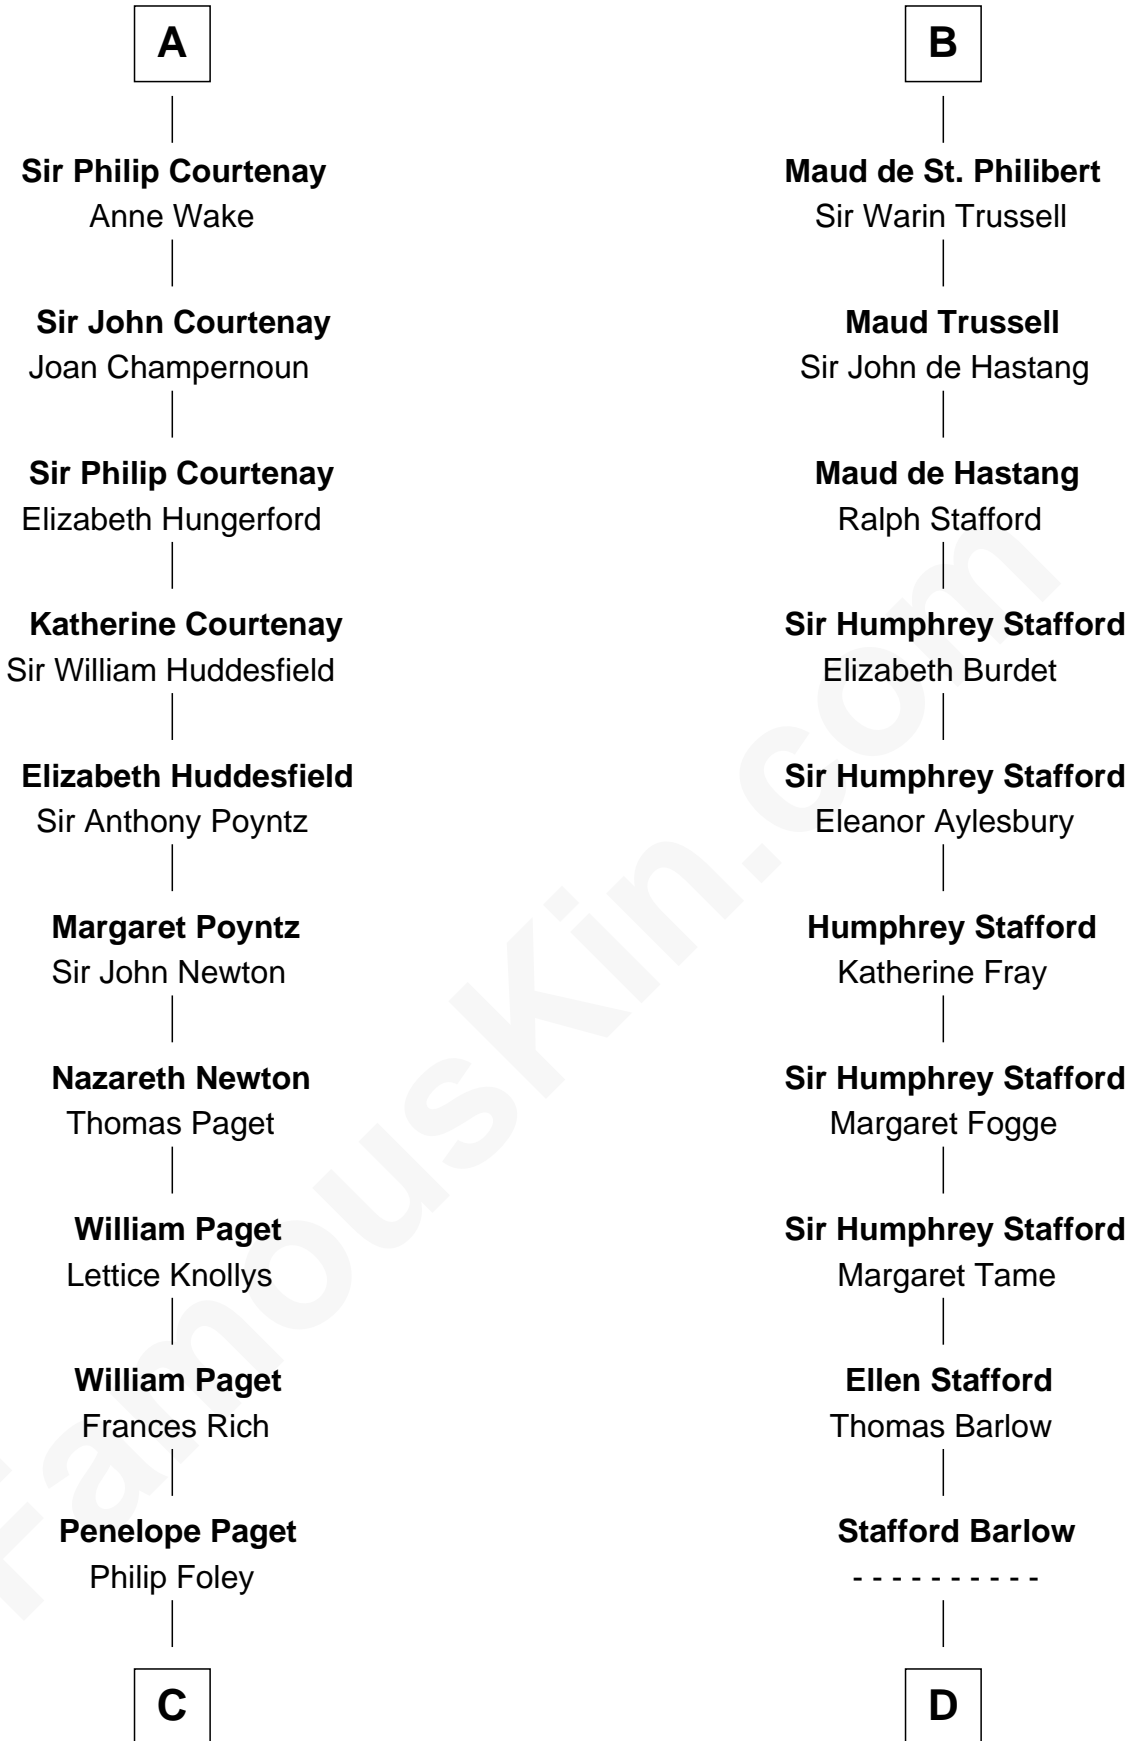 A
Sir Philip Courtenay
Anne Wake
Sir John Courtenay
Joan Champernoun
Sir Philip Courtenay
Elizabeth Hungerford
Katherine Courtenay
Sir William Huddesfield
Elizabeth Huddesfield
Sir Anthony Poyntz
Margaret Poyntz
Sir John Newton
Nazareth Newton
Thomas Paget
William Paget
Lettice Knollys
William Paget
Frances Rich
Penelope Paget
Philip Foley
C
B
Maud de St. Philibert
Sir Warin Trussell
Maud Trussell
Sir John de Hastang
Maud de Hastang
Ralph Stafford
Sir Humphrey Stafford
Elizabeth Burdet
Sir Humphrey Stafford
Eleanor Aylesbury
Humphrey Stafford
Katherine Fray
Sir Humphrey Stafford
Margaret Fogge
Sir Humphrey Stafford
Margaret Tame
Ellen Stafford
Thomas Barlow
Stafford Barlow
- - - - - - - - - -
D
FamousKin.com